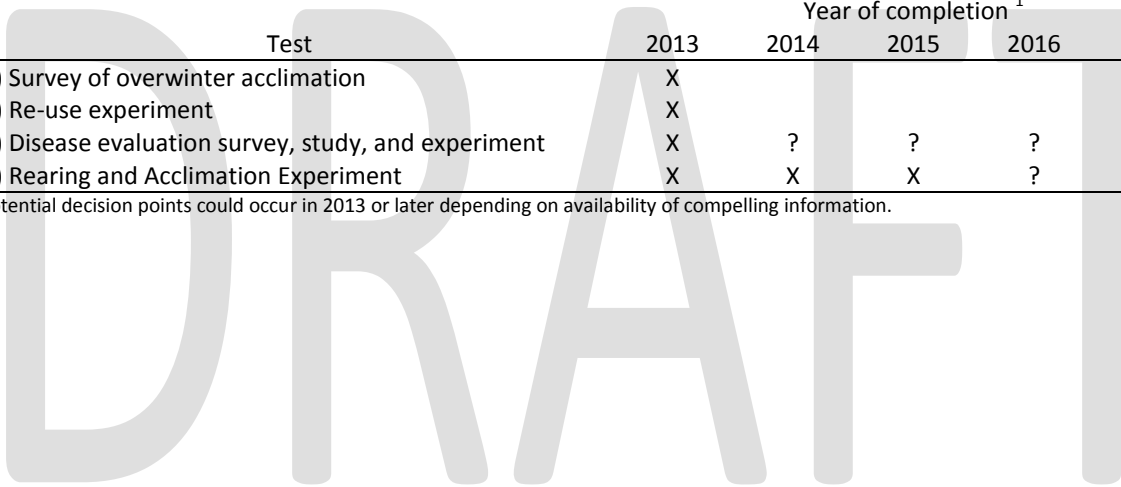 Year of completion 1
Test 2013 2014 2015 2016
) Survey of overwinter acclimation X
) Re-use experiment X
) Disease evaluation survey, study, and experiment X ? ? ?
) Rearing and Acclimation Experiment X X X ?
tential decision points could occur in 2013 or later depending on availability of compelling information.
DRAFT